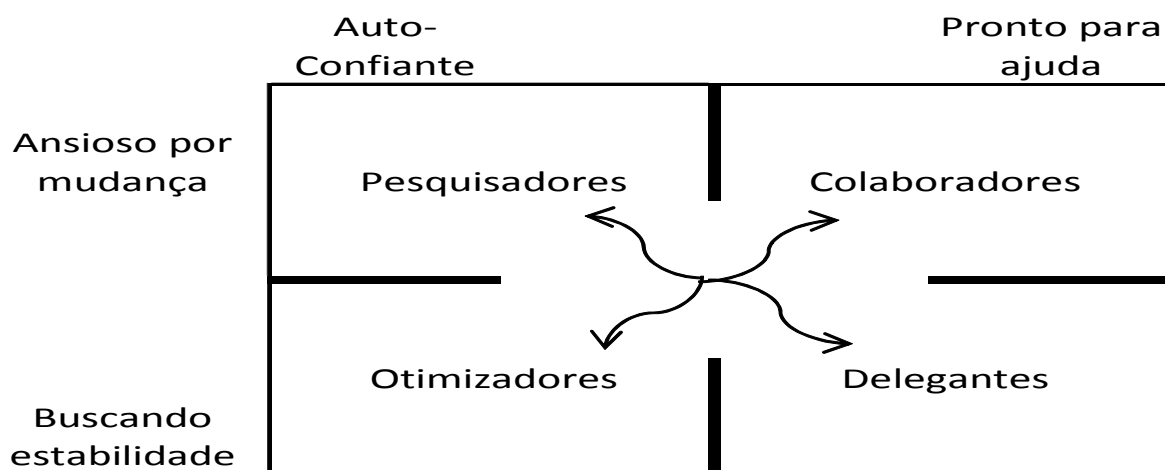 Auto-
Confiante
Pronto para
ajuda
Ansioso por
mudança
Pesquisadores
Colaboradores
Otimizadores
Delegantes
Buscando
estabilidade